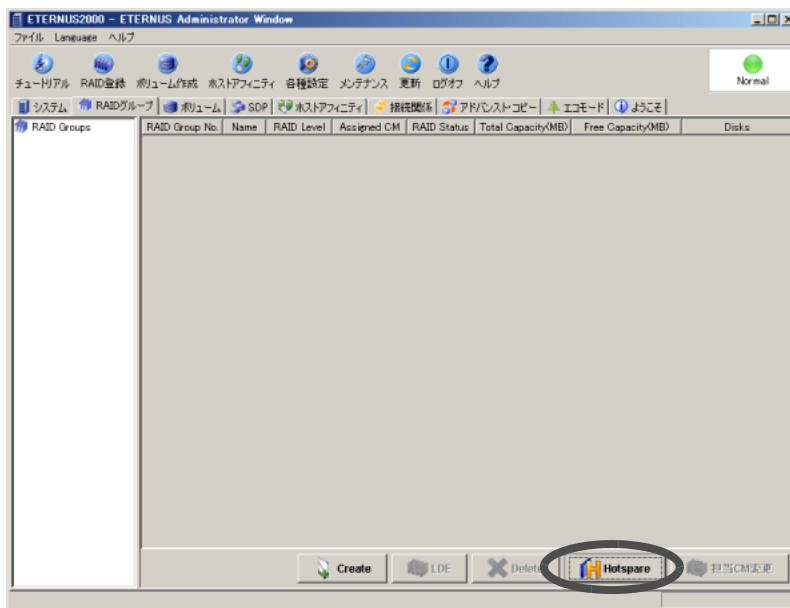 ETERNUS2000 - ETERNUS Administrator Window
ファイル Language ヘルプ
チュートリアル RAID登録 ボリューム作成 ホストアフィニティ 各種設定 メンテナンス 更新 ログオフ ヘルプ
Normal
システム RAIDグループ ボリューム SDP ホストアフィニティ 接続関係 アドバンスト・コピー エコモード ようこそ
RAID Groups
RAID Group No. Name RAID Level Assigned CM RAID Status Total Capacity(MB) Free Capacity(MB) Disks
Create LDE Delete Hotspare 担当CM変更